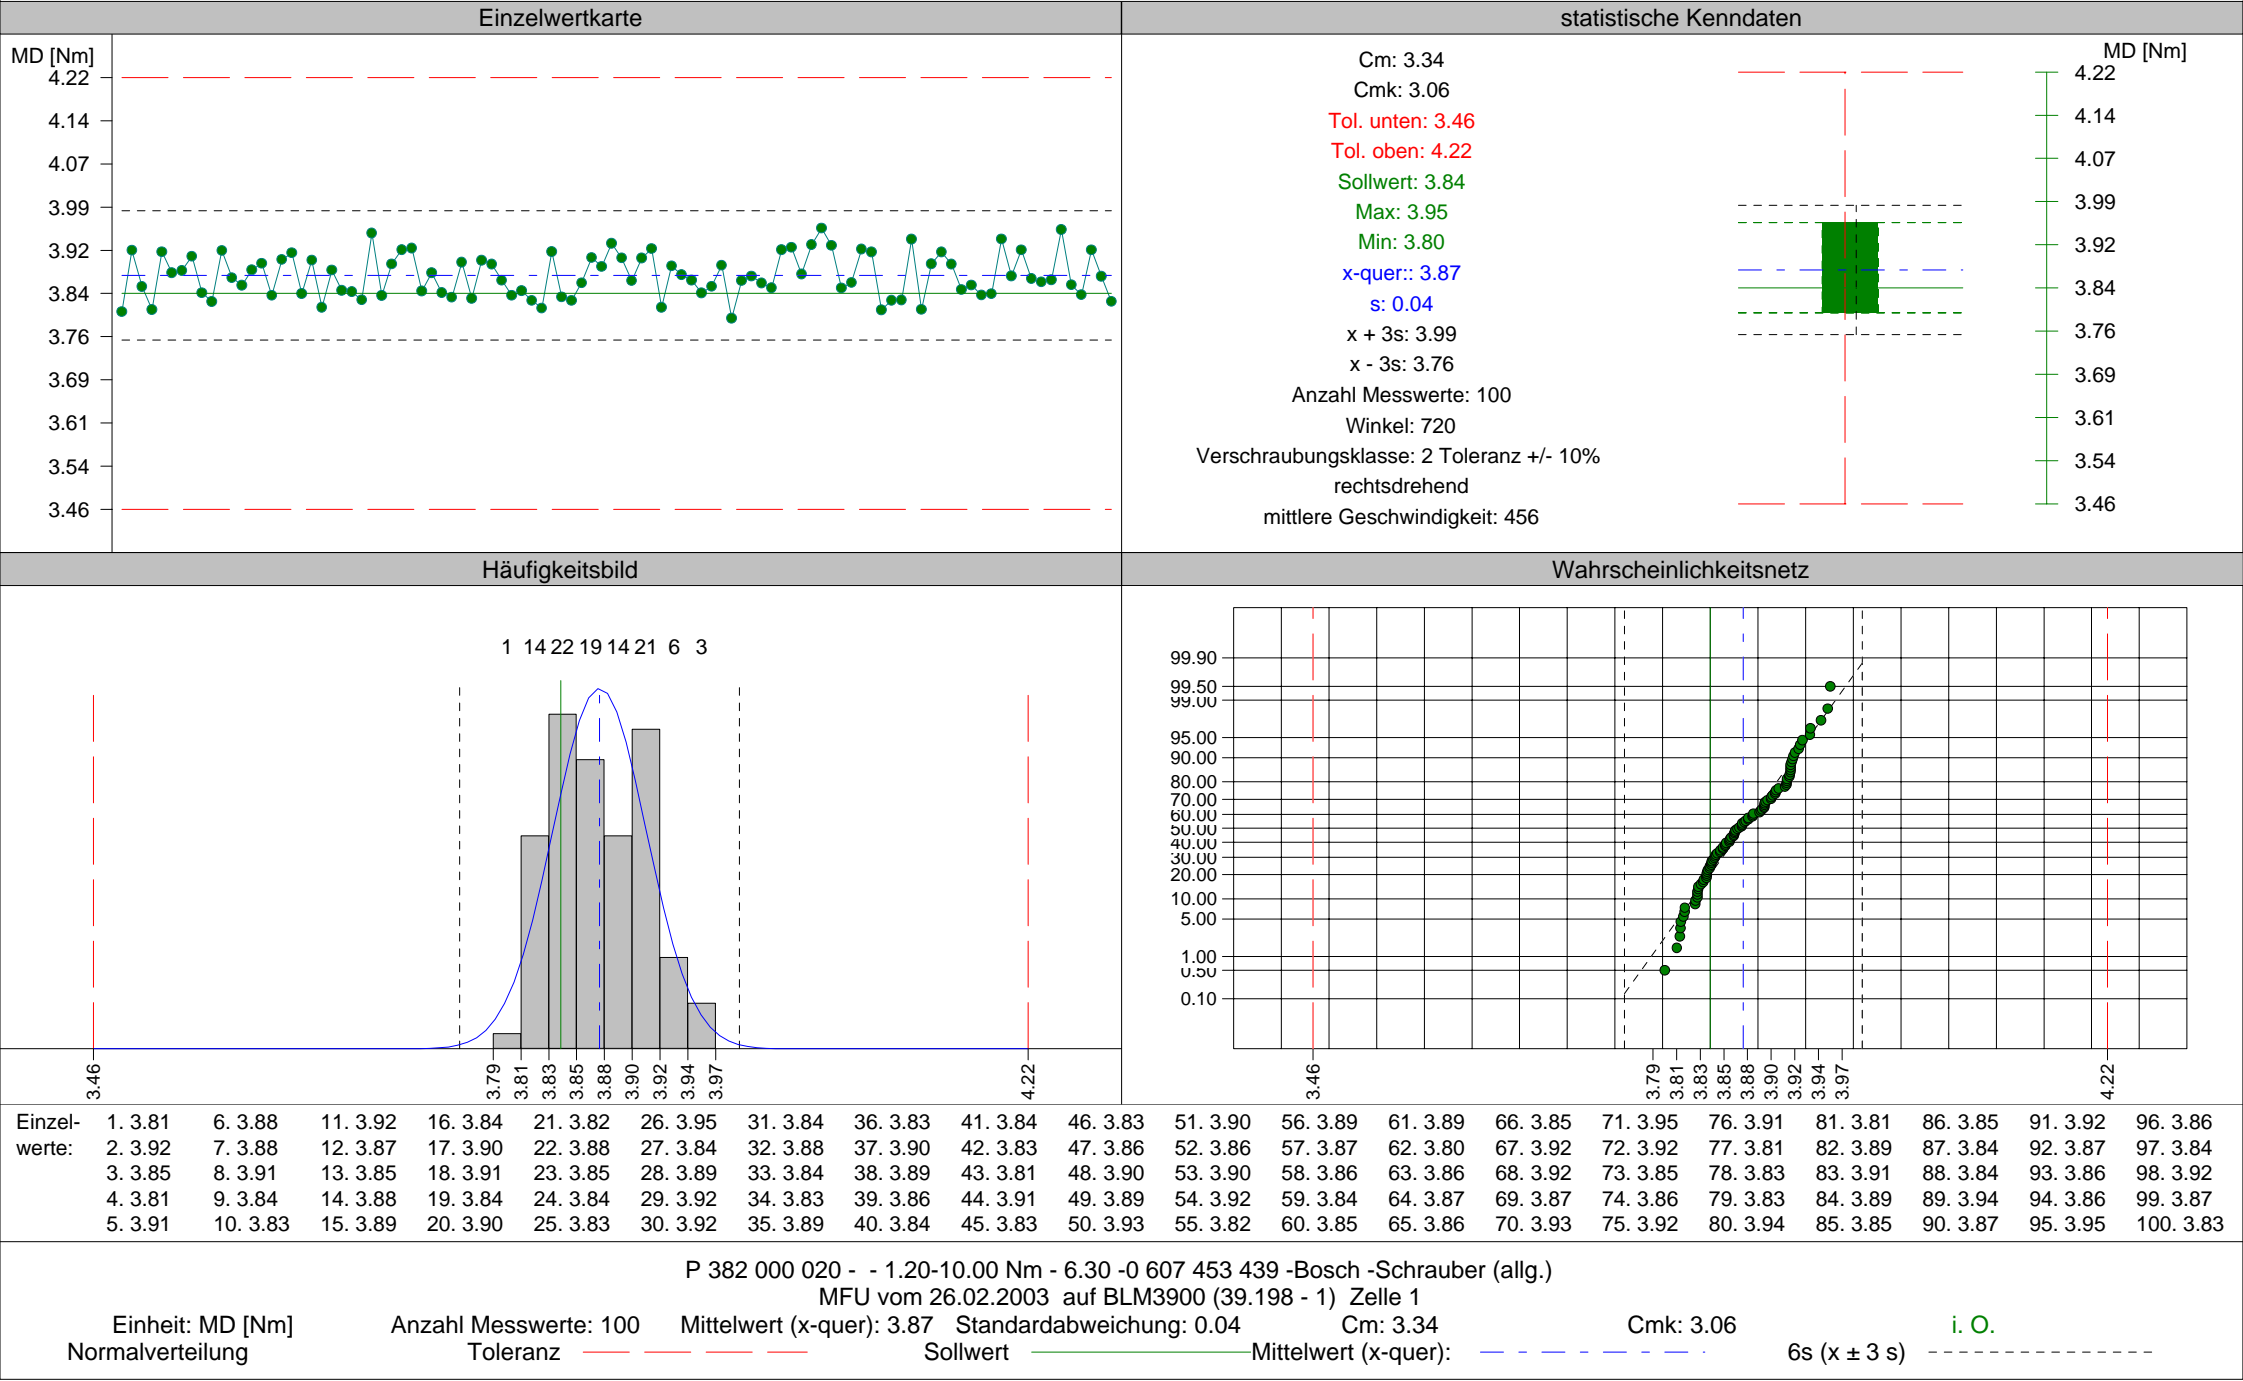 Einzelwertkarte
MD [Nm]
4.22
4.14
4.07
3.99
3.92
3.84
3.76
3.69
3.61
3.54
3.46
statistische Kenndaten
Cm: 3.34
Cmk: 3.06
Tol. unten: 3.46
Tol. oben: 4.22
Sollwert: 3.84
Max: 3.95
Min: 3.80
x-quer:: 3.87
s: 0.04
x + 3s: 3.99
x - 3s: 3.76
Anzahl Messwerte: 100
Winkel: 720
Verschraubungsklasse: 2 Toleranz +/- 10%
rechtsdrehend
mittlere Geschwindigkeit: 456
MD [Nm]
4.22
4.14
4.07
3.99
3.92
3.84
3.76
3.69
3.61
3.54
3.46
Häufigkeitsbild
1 14 22 19 14 21 6 3
3.46 3.79 3.81 3.83 3.85 3.88 3.90 3.92 3.94 3.97 4.22
Wahrscheinlichkeitsnetz
99.90
99.50
99.00
95.00
90.00
80.00
70.00
60.00
50.00
40.00
30.00
20.00
10.00
5.00
1.00
0.50
0.10
3.46 3.79 3.81 3.83 3.85 3.88 3.90 3.92 3.94 3.97 4.22
Einzel- 1. 3.81 6. 3.88 11. 3.92 16. 3.84 21. 3.82 26. 3.95 31. 3.84 36. 3.83 41. 3.84 46. 3.83 51. 3.90 56. 3.89 61. 3.89 66. 3.85 71. 3.95 76. 3.91 81. 3.81 86. 3.85 91. 3.92 96. 3.86
werte: 2. 3.92 7. 3.88 12. 3.87 17. 3.90 22. 3.88 27. 3.84 32. 3.88 37. 3.90 42. 3.83 47. 3.86 52. 3.86 57. 3.87 62. 3.80 67. 3.92 72. 3.92 77. 3.81 82. 3.89 87. 3.84 92. 3.87 97. 3.84
3. 3.85 8. 3.91 13. 3.85 18. 3.91 23. 3.85 28. 3.89 33. 3.84 38. 3.89 43. 3.81 48. 3.90 53. 3.90 58. 3.86 63. 3.86 68. 3.92 73. 3.85 78. 3.83 83. 3.91 88. 3.84 93. 3.86 98. 3.92
4. 3.81 9. 3.84 14. 3.88 19. 3.84 24. 3.84 29. 3.92 34. 3.83 39. 3.86 44. 3.91 49. 3.89 54. 3.92 59. 3.84 64. 3.87 69. 3.87 74. 3.86 79. 3.83 84. 3.89 89. 3.94 94. 3.86 99. 3.87
5. 3.91 10. 3.83 15. 3.89 20. 3.90 25. 3.83 30. 3.92 35. 3.89 40. 3.84 45. 3.83 50. 3.93 55. 3.82 60. 3.85 65. 3.86 70. 3.93 75. 3.92 80. 3.94 85. 3.85 90. 3.87 95. 3.95 100. 3.83
P 382 000 020 - - 1.20-10.00 Nm - 6.30 -0 607 453 439 -Bosch -Schrauber (allg.)
MFU vom 26.02.2003 auf BLM3900 (39.198 - 1) Zelle 1
Einheit: MD [Nm] Anzahl Messwerte: 100 Mittelwert (x-quer): 3.87 Standardabweichung: 0.04 Cm: 3.34 Cmk: 3.06 i. O.
Normalverteilung Toleranz Sollwert Mittelwert (x-quer): 6s (x ± 3 s)